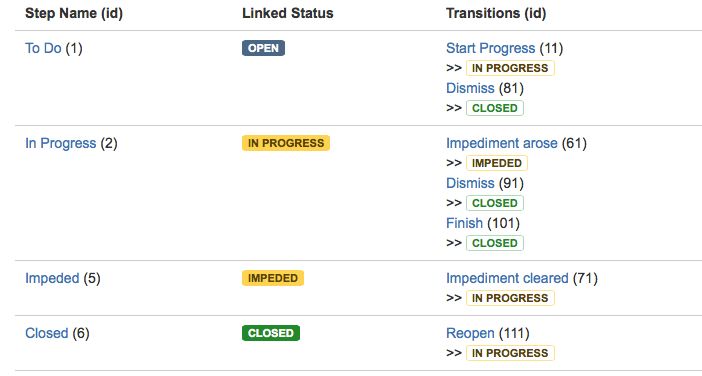 Step Name (id) Linked Status Transitions (id)
To Do (1) OPEN Start Progress (11)
>> IN PROGRESS
Dismiss (81)
>> CLOSED
In Progress (2) IN PROGRESS Impediment arose (61)
>> IMPEDED
Dismiss (91)
>> CLOSED
Finish (101)
>> CLOSED
Impeded (5) IMPEDED Impediment cleared (71)
>> IN PROGRESS
Closed (6) CLOSED Reopen (111)
>> IN PROGRESS